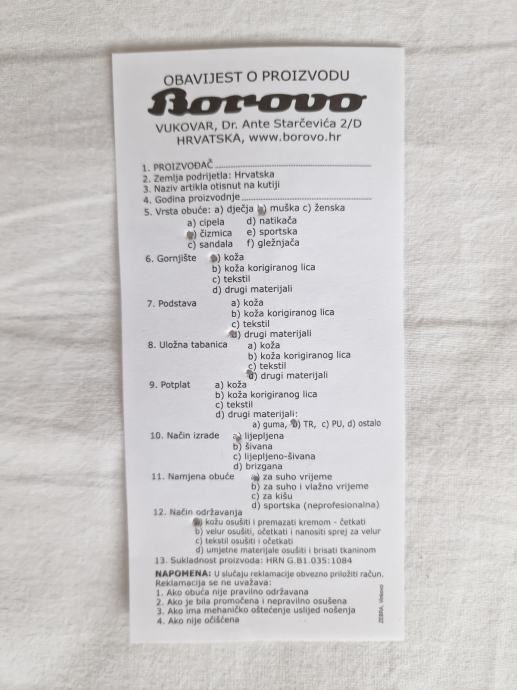 OBAVIJEST O PROIZVODU
Borovo
VUKOVAR, Dr. Ante Starčevića 2/D
HRVATSKA, www.borovo.hr
1. PROIZVOĐAČ
2. Zemlja podrijetla: Hrvatska
3. Naziv artikla otisnut na kutiji
4. Godina proizvodnje
5. Vrsta obuće: a) dječja b) muška c) ženska
a) cipela d) natikača
b) čizmica e) sportska
c) sandala f) gležnjača
6. Gornjište a) koža
b) koža korigiranog lica
c) tekstil
d) drugi materijali
7. Podstava a) koža
b) koža korigiranog lica
c) tekstil
d) drugi materijali
8. Uložna tabanica a) koža
b) koža korigiranog lica
c) tekstil
d) drugi materijali
9. Potplat a) koža
b) koža korigiranog lica
c) tekstil
d) drugi materijali:
a) guma, b) TR, c) PU, d) ostalo
10. Način izrade a) lijepljena
b) šivana
c) lijepljeno-šivana
d) brizgana
11. Namjena obuće a) za suho vrijeme
b) za suho i vlažno vrijeme
c) za kišu
d) sportska (neprofesionalna)
12. Način održavanja
a) kožu osušiti i premazati kremom - četkati
b) velur osušiti, očetkati i nanositi sprej za velur
c) tekstil osušiti i očetkati
d) umjetne materijale osušiti i brisati tkaninom
13. Sukladnost proizvoda: HRN G.B1.035:1084
NAPOMENA: U slučaju reklamacije obvezno priložiti račun.
Reklamacija se ne uvažava:
1. Ako obuća nije pravilno održavana
2. Ako je bila promočena i nepravilno osušena
3. Ako ima mehaničko oštećenje uslijed nošenja
4. Ako nije očišćena